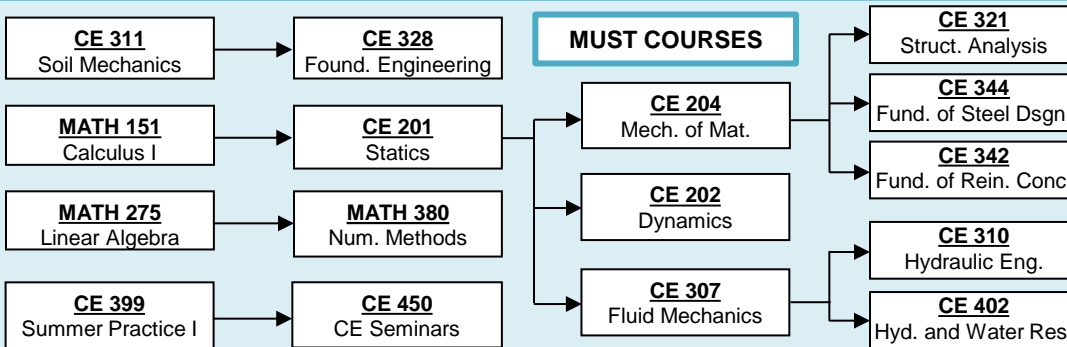 MUST COURSES
CE 311
Soil Mechanics
CE 328
Found. Engineering
MATH 151
Calculus I
CE 201
Statics
MATH 275
Linear Algebra
MATH 380
Num. Methods
CE 399
Summer Practice I
CE 450
CE Seminars
CE 204
Mech. of Mat.
CE 202
Dynamics
CE 307
Fluid Mechanics
CE 321
Struct. Analysis
CE 344
Fund. of Steel Dsgn
CE 342
Fund. of Rein. Conc
CE 310
Hydraulic Eng.
CE 402
Hyd. and Water Res